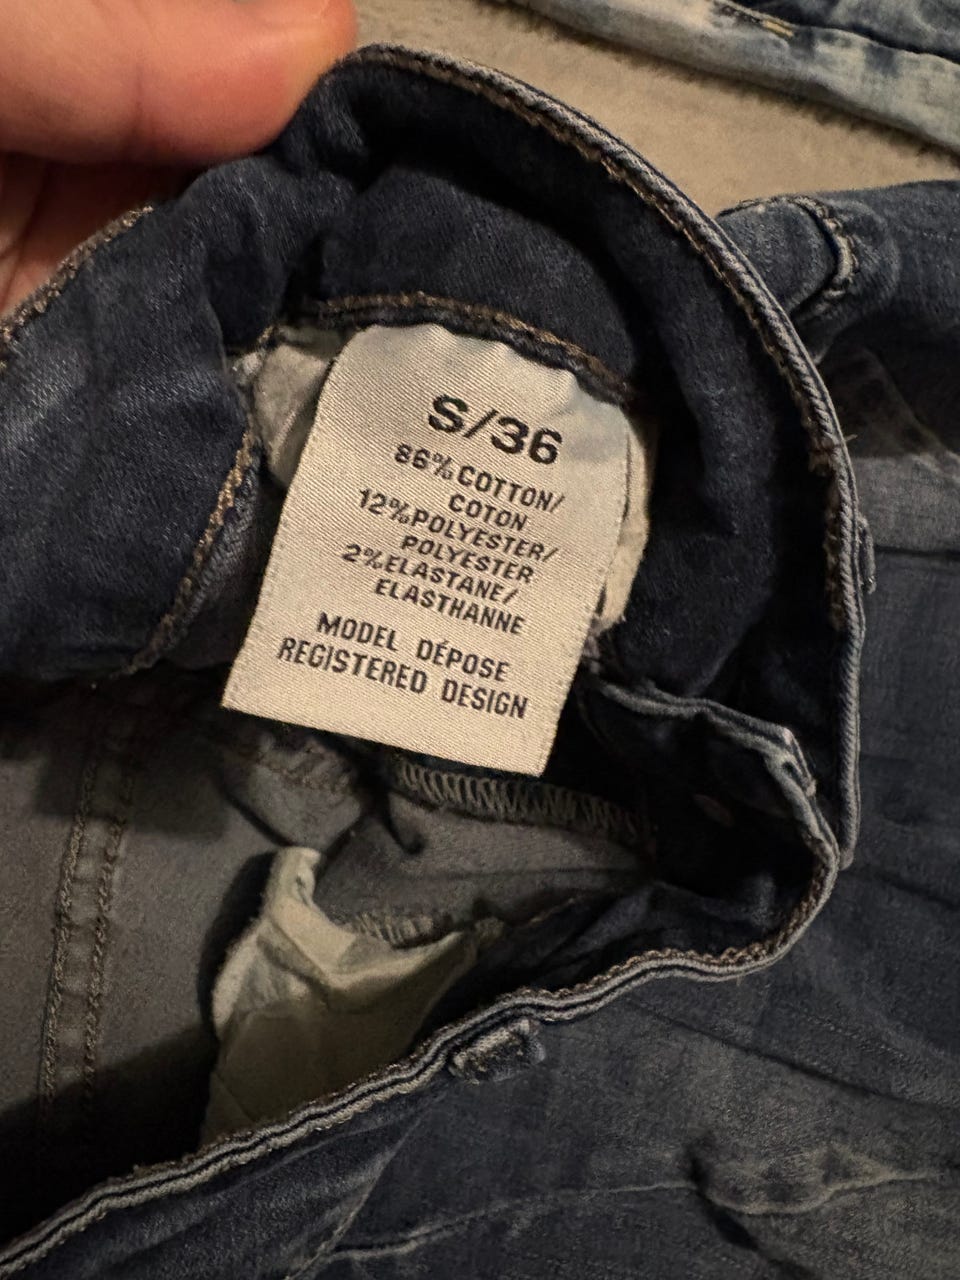 S/36
86% COTTON/
COTON
12%POLYESTER/
POLYESTER
2%ELASTANE/
ELASTHANNE
MODEL DÉPOSE
REGISTERED DESIGN